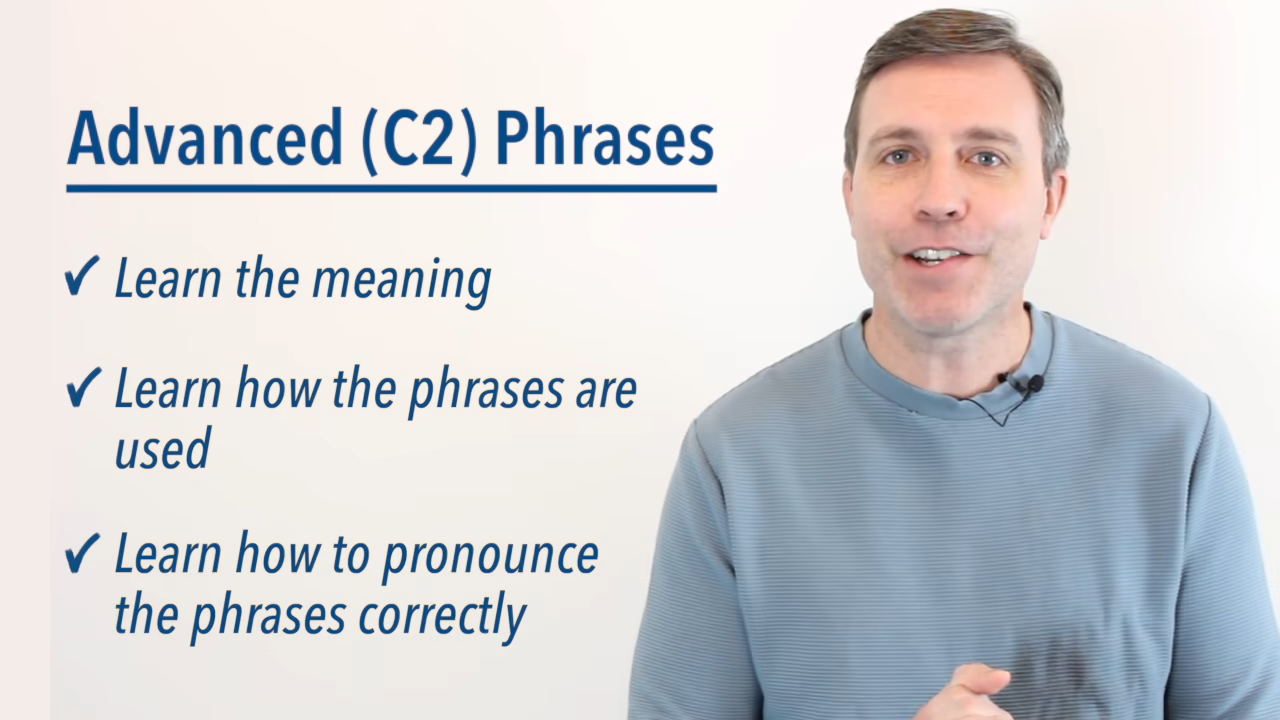 Advanced (C2) Phrases
✓ Learn the meaning
✓ Learn how the phrases are
used
✓ Learn how to pronounce
the phrases correctly